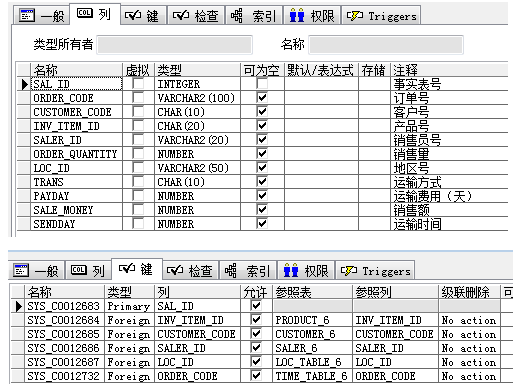 一般 列 键 检查 索引 权限 Triggers
类型所有者 名称
名称 虚拟 类型 可为空 默认/表达式 存储 注释
SAL_ID INTEGER 事实表号
ORDER_CODE VARCHAR2(100) 订单号
CUSTOMER_CODE CHAR(10) 客户号
INV_ITEM_ID CHAR(20) 产品号
SALER_ID VARCHAR2(20) 销售员号
ORDER_QUANTITY NUMBER 销售量
LOC_ID VARCHAR2(50) 地区号
TRANS CHAR(10) 运输方式
PAYDAY NUMBER 运输费用（天）
SALE_MONEY NUMBER 销售额
SENDDAY NUMBER 运输时间
一般 列 键 检查 索引 权限 Triggers
名称 类型 列 允许 参照表 参照列 级联删除
SYS_C0012683 Primary SAL_ID
SYS_C0012684 Foreign INV_ITEM_ID PRODUCT_6 INV_ITEM_ID No action
SYS_C0012685 Foreign CUSTOMER_CODE CUSTOMER_6 CUSTOMER_CODE No action
SYS_C0012686 Foreign SALER_ID SALER_6 SALER_ID No action
SYS_C0012687 Foreign LOC_ID LOC_TABLE_6 LOC_ID No action
SYS_C0012732 Foreign ORDER_CODE TIME_TABLE_6 ORDER_CODE No action